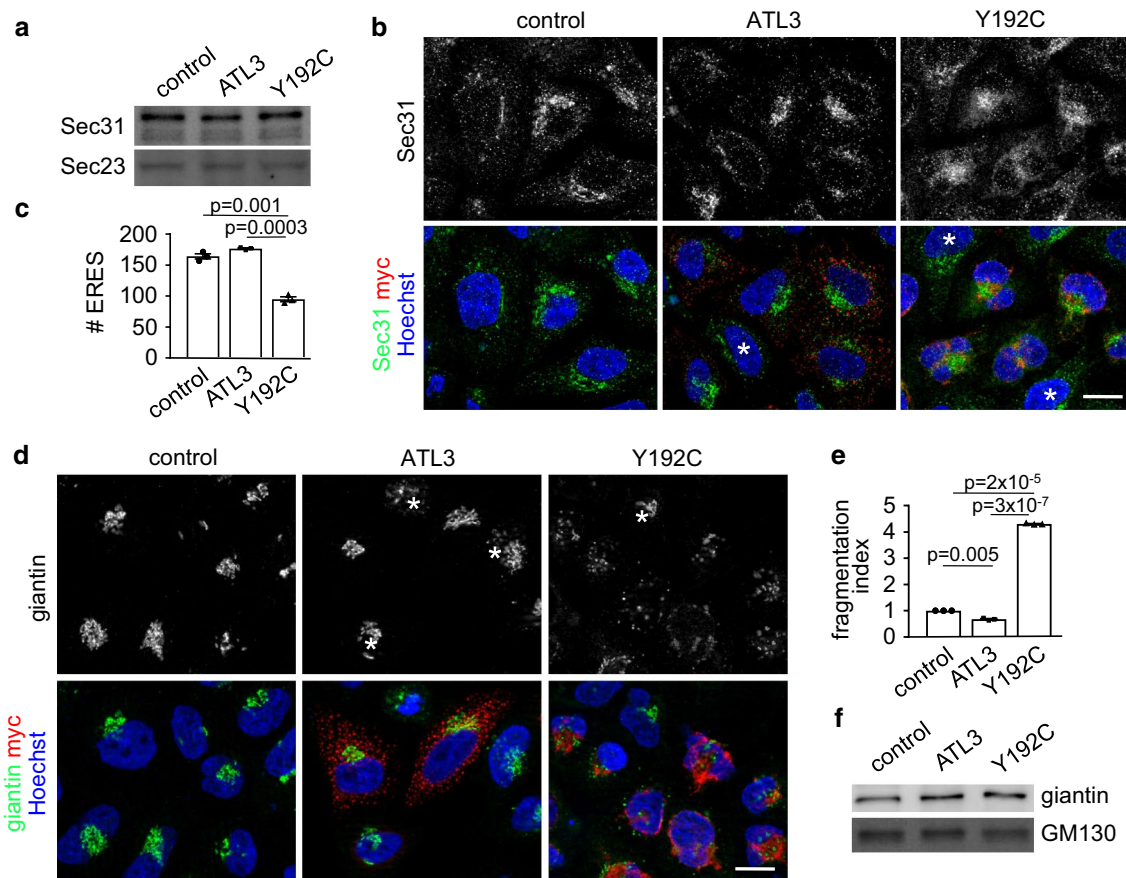 a
control ATL3 Y192C
Sec31
Sec23
b
control ATL3 Y192C
Sec31
Sec31 myc
Hoechst
*
*
*
c
p=0.001
p=0.0003
# ERES
200
150
100
50
0
control ATL3 Y192C
d
control ATL3 Y192C
giantin
*
*
*
*
giantin myc
Hoechst
e
p=2x10-5
p=3x10-7
p=0.005
fragmentation
index
5
4
3
2
1
0
control ATL3 Y192C
f
control ATL3 Y192C
giantin
GM130